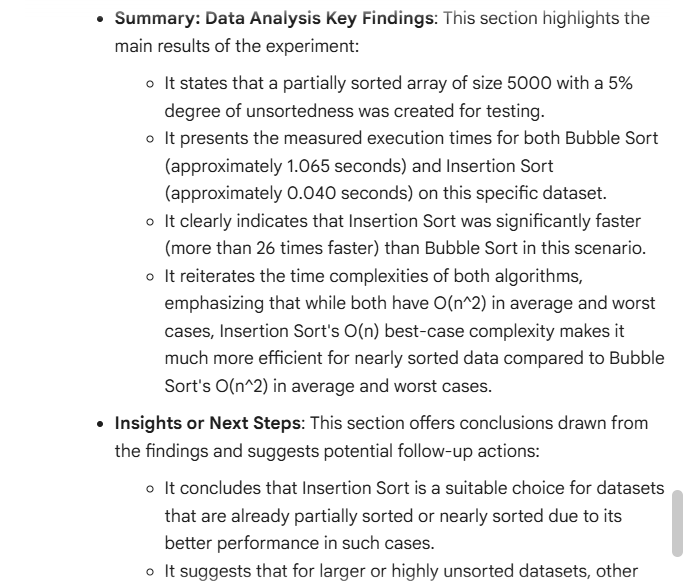 • Summary: Data Analysis Key Findings: This section highlights the
main results of the experiment:
◦ It states that a partially sorted array of size 5000 with a 5%
degree of unsortedness was created for testing.
◦ It presents the measured execution times for both Bubble Sort
(approximately 1.065 seconds) and Insertion Sort
(approximately 0.040 seconds) on this specific dataset.
◦ It clearly indicates that Insertion Sort was significantly faster
(more than 26 times faster) than Bubble Sort in this scenario.
◦ It reiterates the time complexities of both algorithms,
emphasizing that while both have O(n^2) in average and worst
cases, Insertion Sort's O(n) best-case complexity makes it
much more efficient for nearly sorted data compared to Bubble
Sort's O(n^2) in average and worst cases.
• Insights or Next Steps: This section offers conclusions drawn from
the findings and suggests potential follow-up actions:
◦ It concludes that Insertion Sort is a suitable choice for datasets
that are already partially sorted or nearly sorted due to its
better performance in such cases.
◦ It suggests that for larger or highly unsorted datasets, other